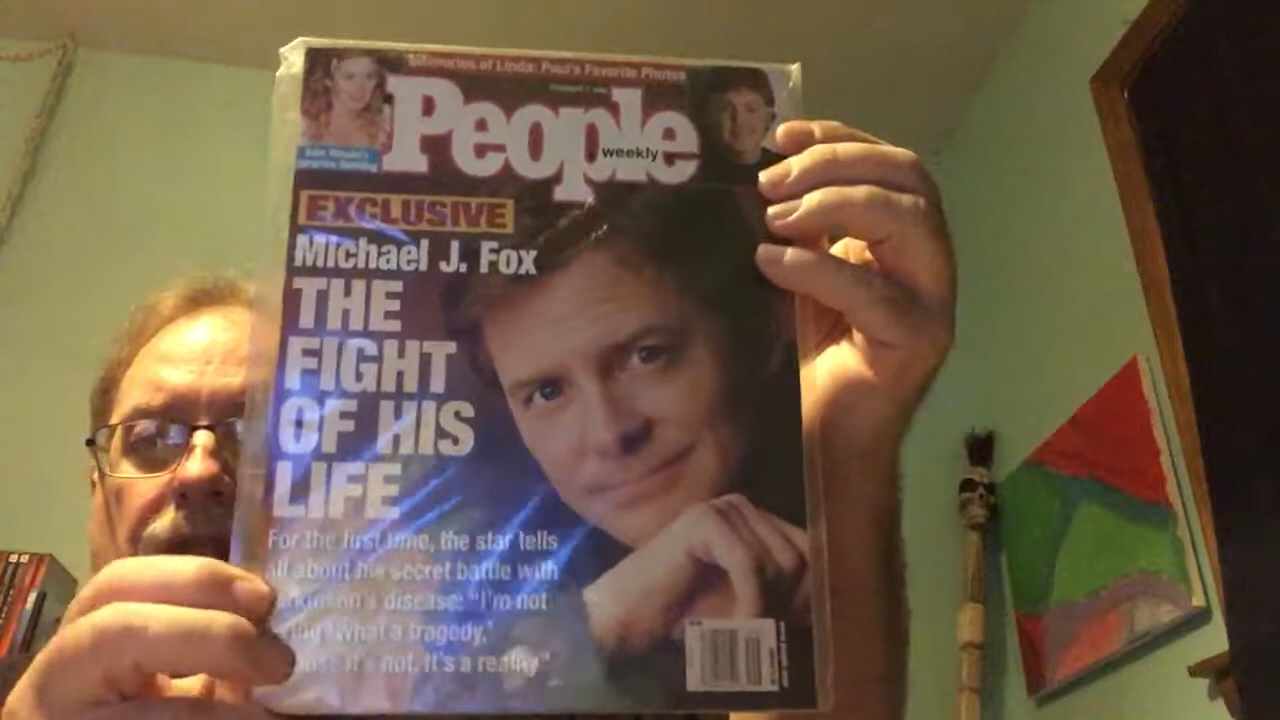 Memories of Linda: Paul's Favorite Photos
People
weekly
EXCLUSIVE
Michael J. Fox
THE
FIGHT
OF HIS
LIFE
For the first time, the star tells
all about his secret battle with
disease: "I'm not
'What a tragedy,'
it's not. It's a reality"